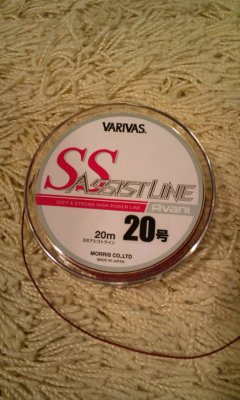 VARIVAS.
SS
ASSIST LINE
Avani
SOFT & STRONG HIGH POWER LINE
20m
20号
SSアシストライン
MORRIS CO.,LTD
MADE IN JAPAN